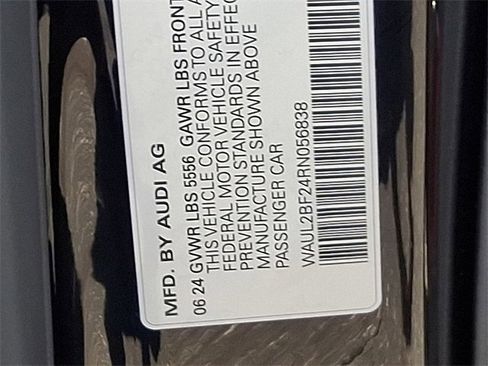 MFD. BY AUDI AG
06 24 GVWR LBS 5556 GAWR LBS FRONT
THIS VEHICLE CONFORMS TO ALL A
FEDERAL MOTOR VEHICLE SAFETY
PREVENTION STANDARDS IN EFFEC
MANUFACTURE SHOWN ABOVE
PASSENGER CAR
WAUL2BF24RN056838